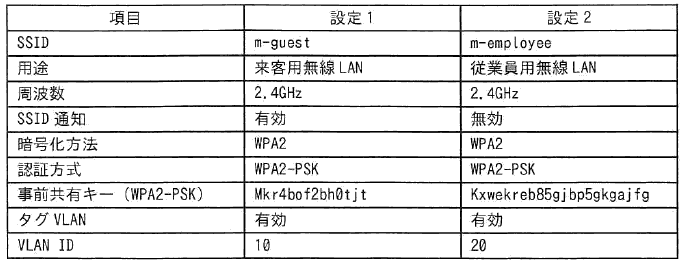 項目 設定1 設定2
SSID m-guest m-employee
用途 来客用無線LAN 従業員用無線LAN
周波数 2.4GHz 2.4GHz
SSID通知 有効 無効
暗号化方法 WPA2 WPA2
認証方式 WPA2-PSK WPA2-PSK
事前共有キー(WPA2-PSK) Mkr4bof2bh0tjt Kxwekreb85gjbp5gkgajfg
タグVLAN 有効 有効
VLAN ID 10 20